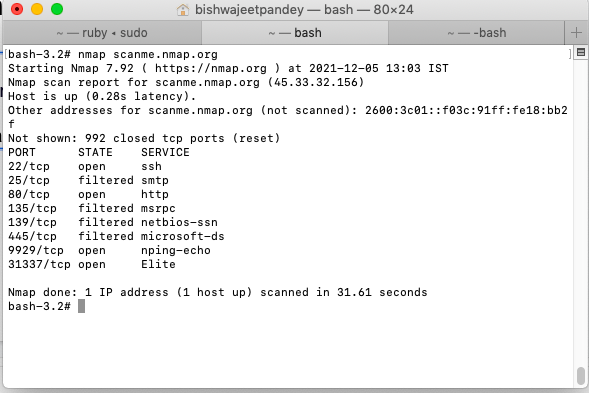 bishwajeetpandey — bash — 80×24
~ — ruby ◂ sudo
~ — bash
~ — -bash
+
[bash-3.2# nmap scanme.nmap.org ]
Starting Nmap 7.92 ( https://nmap.org ) at 2021-12-05 13:03 IST
Nmap scan report for scanme.nmap.org (45.33.32.156)
Host is up (0.28s latency).
Other addresses for scanme.nmap.org (not scanned): 2600:3c01::f03c:91ff:fe18:bb2
f
Not shown: 992 closed tcp ports (reset)
PORT      STATE    SERVICE
22/tcp    open     ssh
25/tcp    filtered smtp
80/tcp    open     http
135/tcp   filtered msrpc
139/tcp   filtered netbios-ssn
445/tcp   filtered microsoft-ds
9929/tcp  open     nping-echo
31337/tcp open     Elite
Nmap done: 1 IP address (1 host up) scanned in 31.61 seconds
bash-3.2#